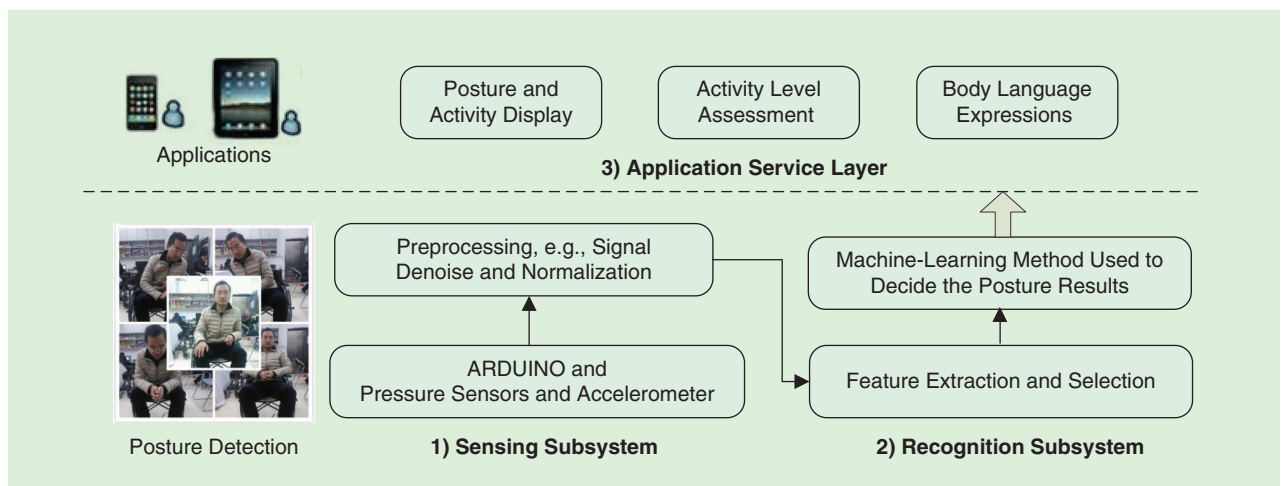 Applications
Posture and
Activity Display
Activity Level
Assessment
Body Language
Expressions
3) Application Service Layer
Posture Detection
Preprocessing, e.g., Signal
Denoise and Normalization
ARDUINO and
Pressure Sensors and Accelerometer
1) Sensing Subsystem
Machine-Learning Method Used to
Decide the Posture Results
Feature Extraction and Selection
2) Recognition Subsystem